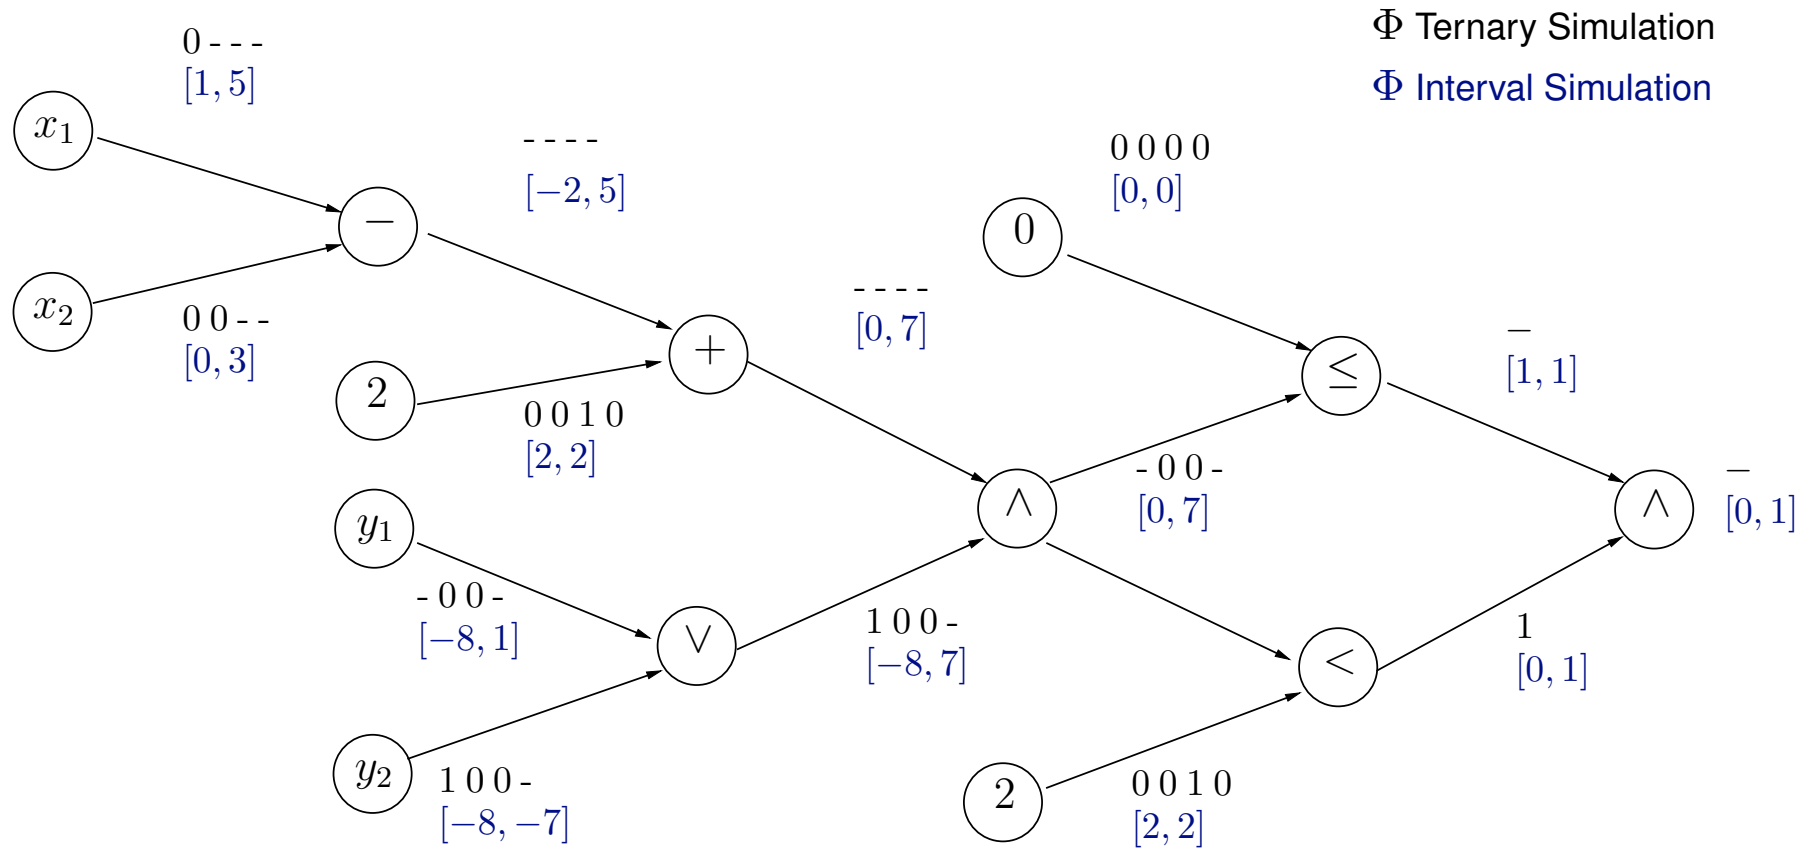 Φ Ternary Simulation
Φ Interval Simulation
0 - - -
[1, 5]
x₁
- - - -
[−2, 5]
−
x₂
0 0 - -
[0, 3]
0 0 0 0
[0, 0]
0
- - - -
[0, 7]
+
2
0 0 1 0
[2, 2]
≤
–
[1, 1]
y₁
- 0 0 -
[−8, 1]
∧
- 0 0 -
[0, 7]
∧
–
[0, 1]
∨
1 0 0 -
[−8, 7]
<
1
[0, 1]
y₂
1 0 0 -
[−8, −7]
2
0 0 1 0
[2, 2]